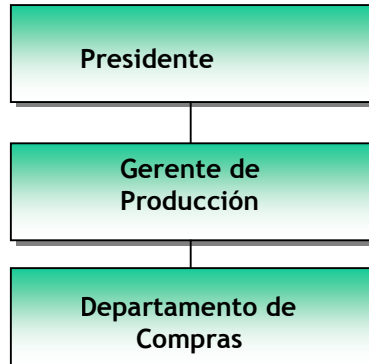 Presidente
Gerente de
Producción
Departamento de
Compras